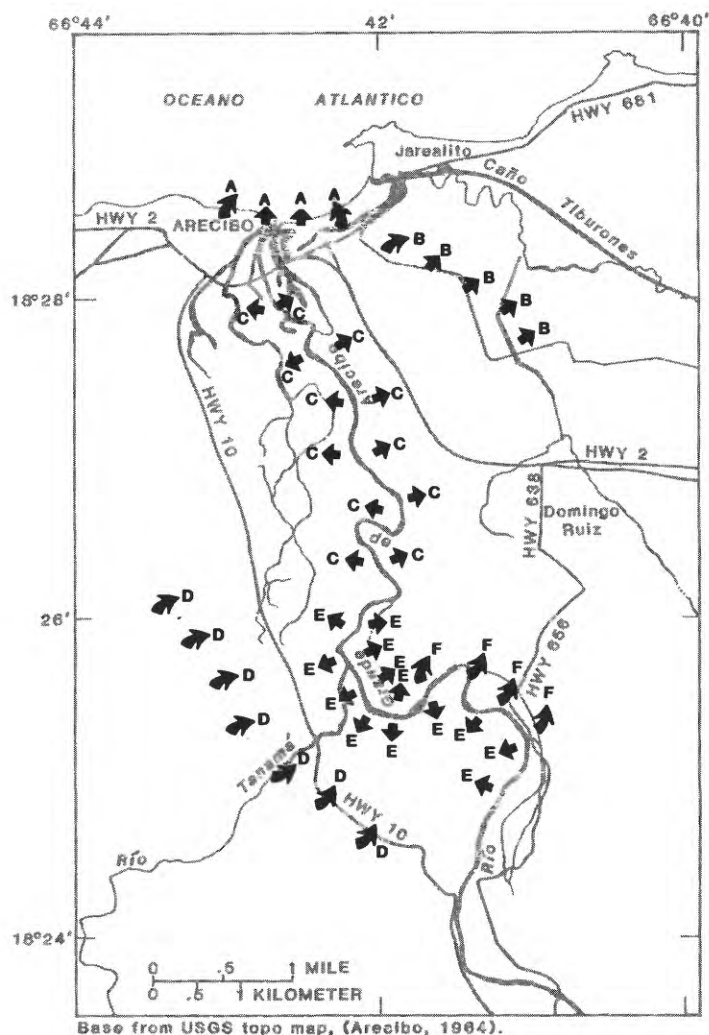 66°44' 42' 66°40'
OCEANO ATLANTICO
HWY 681
Jarealito
Caño Tiburones
A A A A
HWY 2
ARECIBO
B
B
18°28'
B
B
B
C C
C
C
Arecibo
HWY 10
C C
C C
HWY 2
C C
HWY 638
Domingo
Ruiz
de
C C
D
26'
E E
D
E F F
E E
HWY 656
D
E
Grande
F
D
E E F
E E E
E
Tanamá
D
E
D
HWY 10
D
Río
Río
18°24'
0 .5 1 MILE
0 .5 1 KILOMETER
Base from USGS topo map, (Arecibo, 1964).